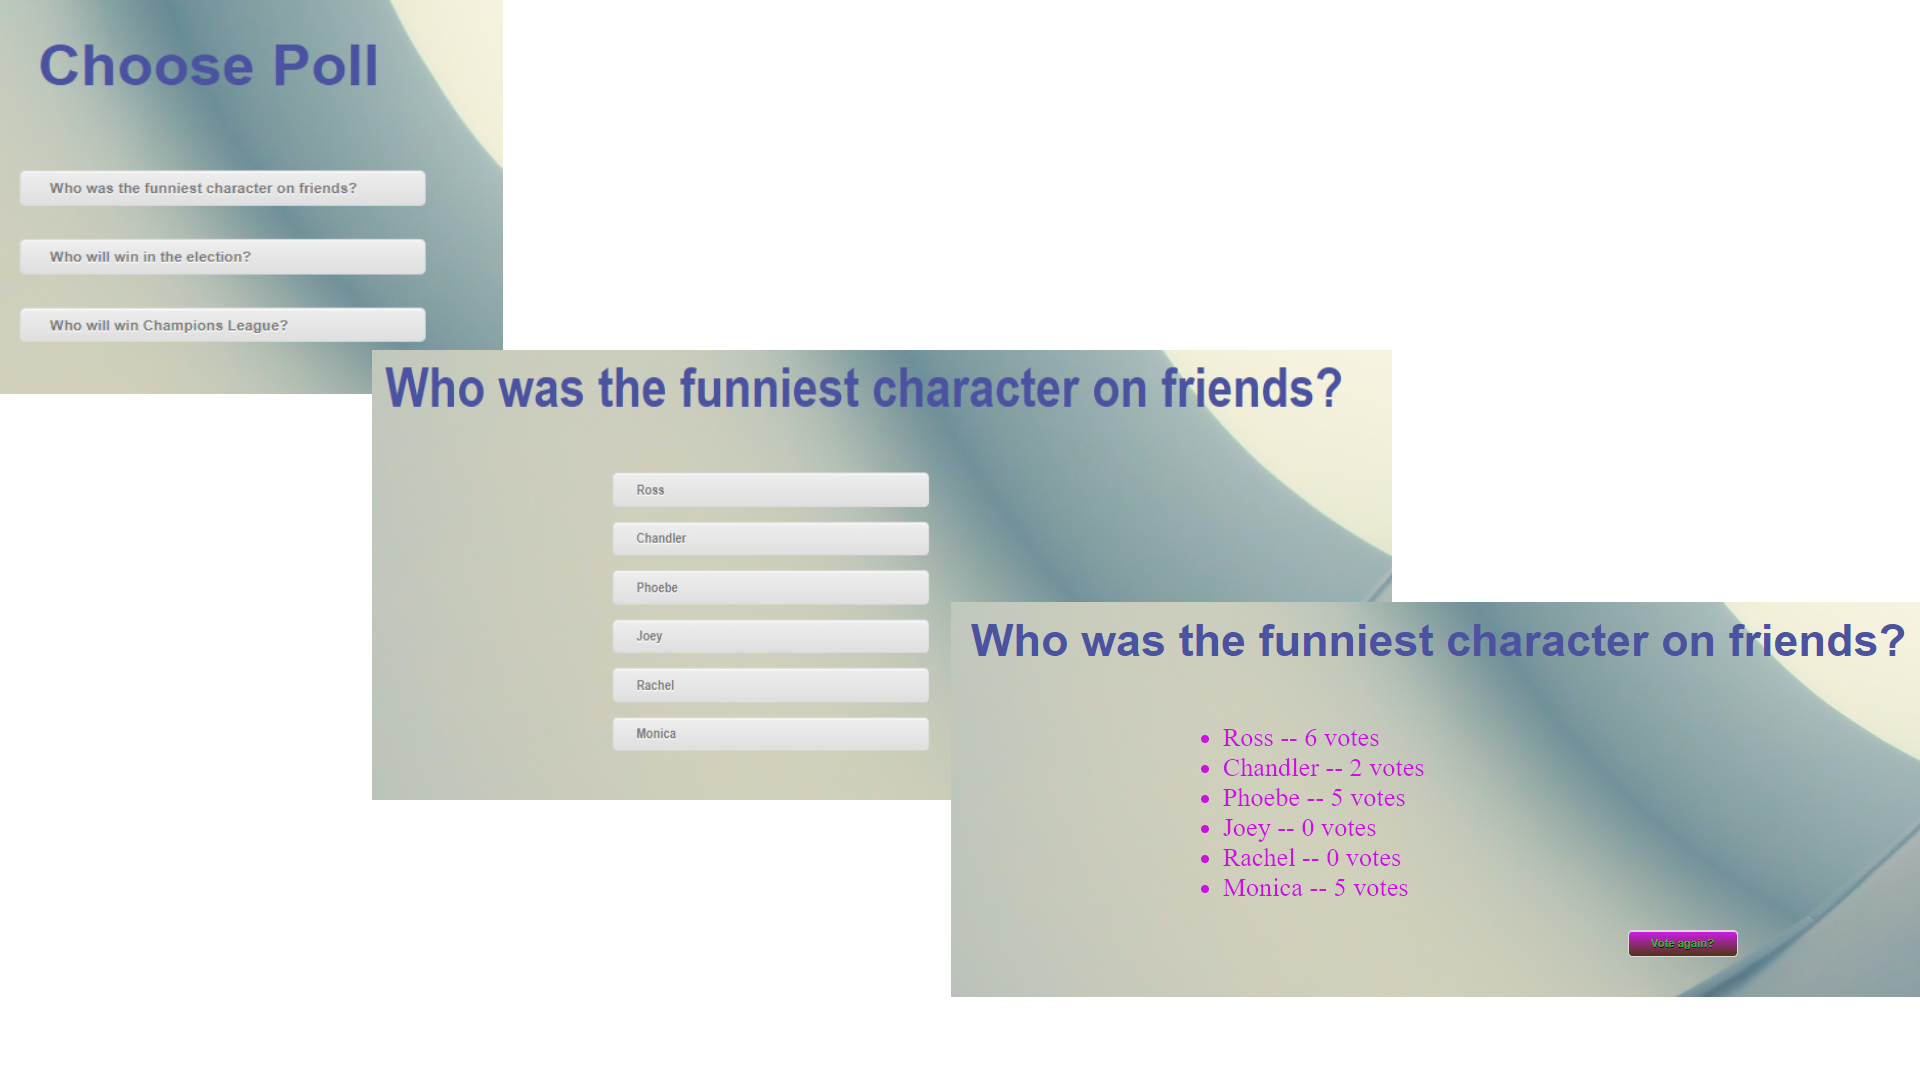 Choose Poll
Who was the funniest character on friends?
Who will win in the election?
Who will win Champions League?
Who was the funniest character on friends?
Ross
Chandler
Phoebe
Joey
Rachel
Monica
Who was the funniest character on friends?
Ross -- 6 votes
Chandler -- 2 votes
Phoebe -- 5 votes
Joey -- 0 votes
Rachel -- 0 votes
Monica -- 5 votes
Vote again?